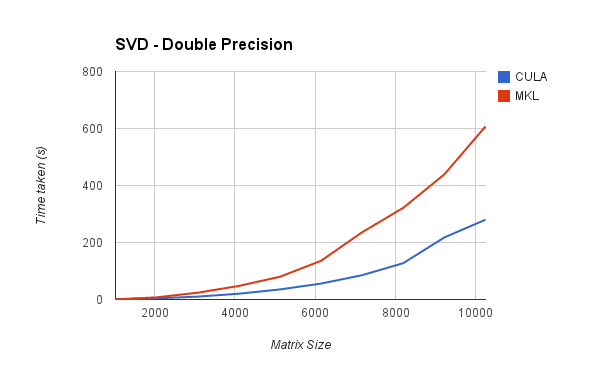 SVD - Double Precision
800
600
400
200
0
Time taken (s)
2000 4000 6000 8000 10000
Matrix Size
CULA
MKL